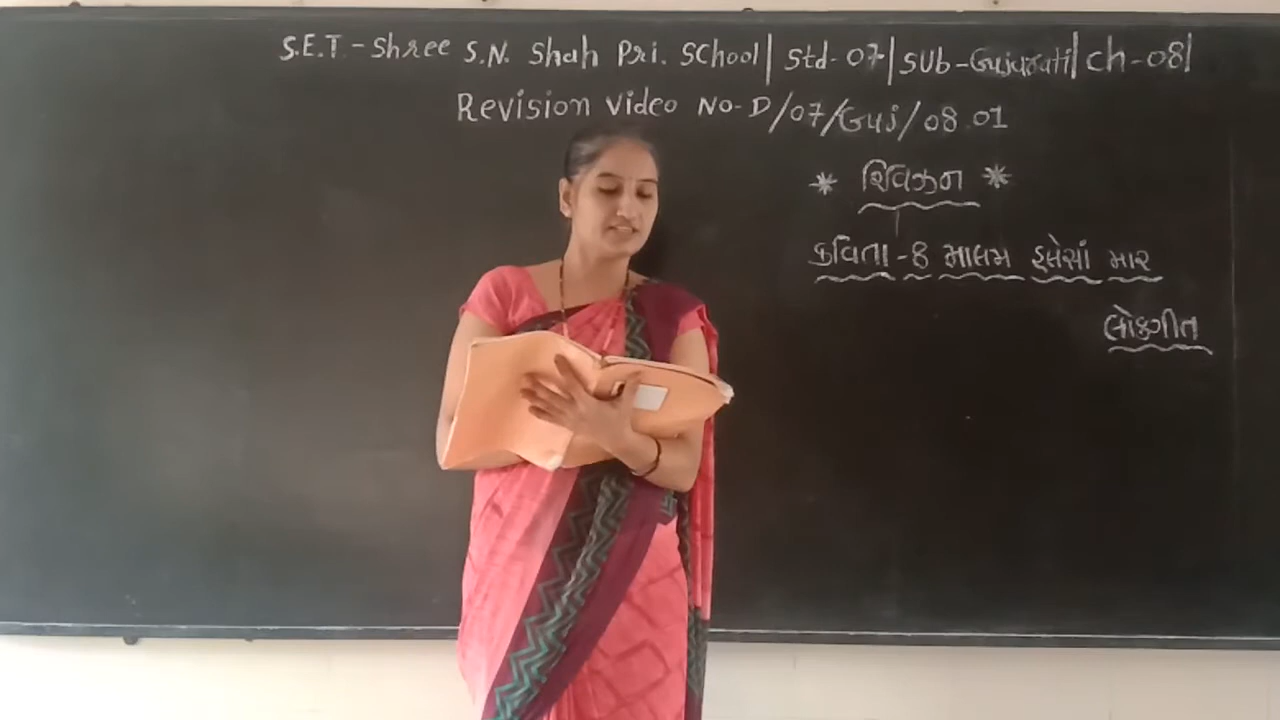 S.E.T. - Shree S.N. Shah Pri. School | Std - 07 | Sub - Gujarati | Ch - 08 |
Revision Video No - D/07/Guj/08.01
* રિવિઝન *
કવિતા - 8 માલમ હલેસાં માર
લોકગીત